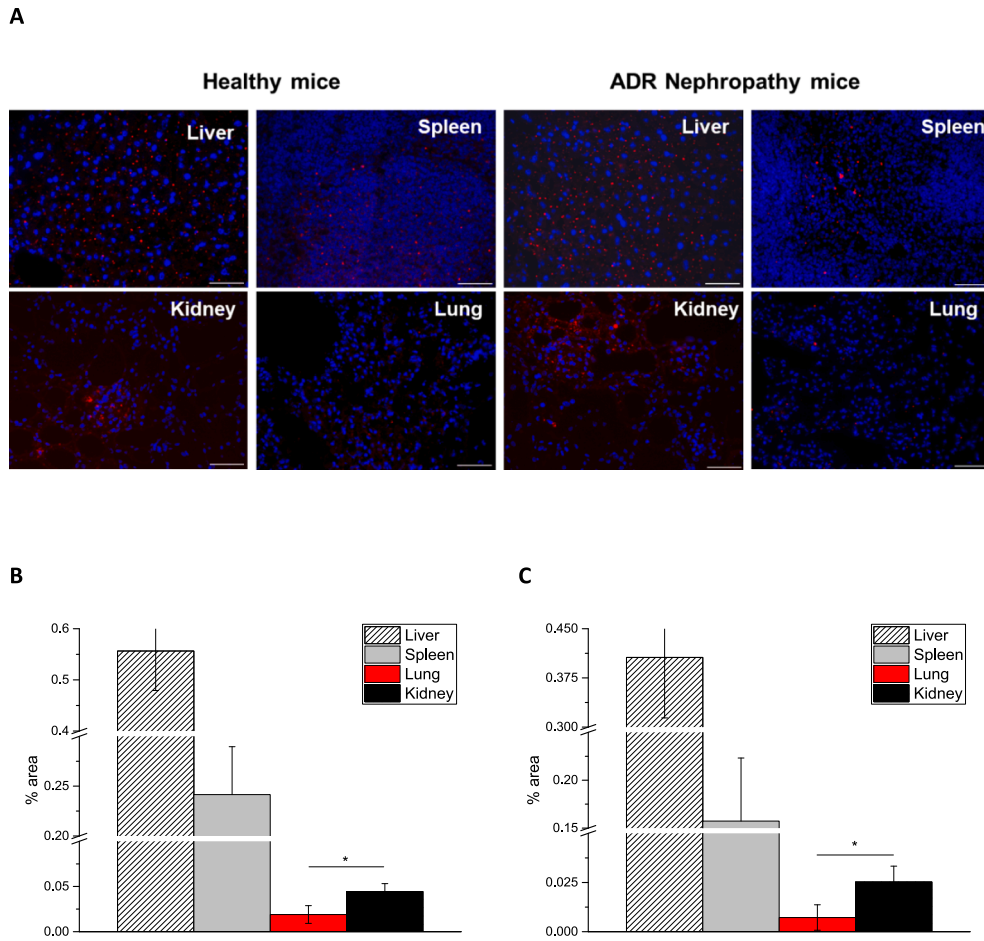 A
Healthy mice
ADR Nephropathy mice
Liver
Spleen
Liver
Spleen
Kidney
Lung
Kidney
Lung
B
0.6
0.5
0.4
0.25
0.20
0.05
0.00
% area
Liver
Spleen
Lung
Kidney
*
C
0.450
0.375
0.300
0.20
0.15
0.025
0.000
% area
Liver
Spleen
Lung
Kidney
*